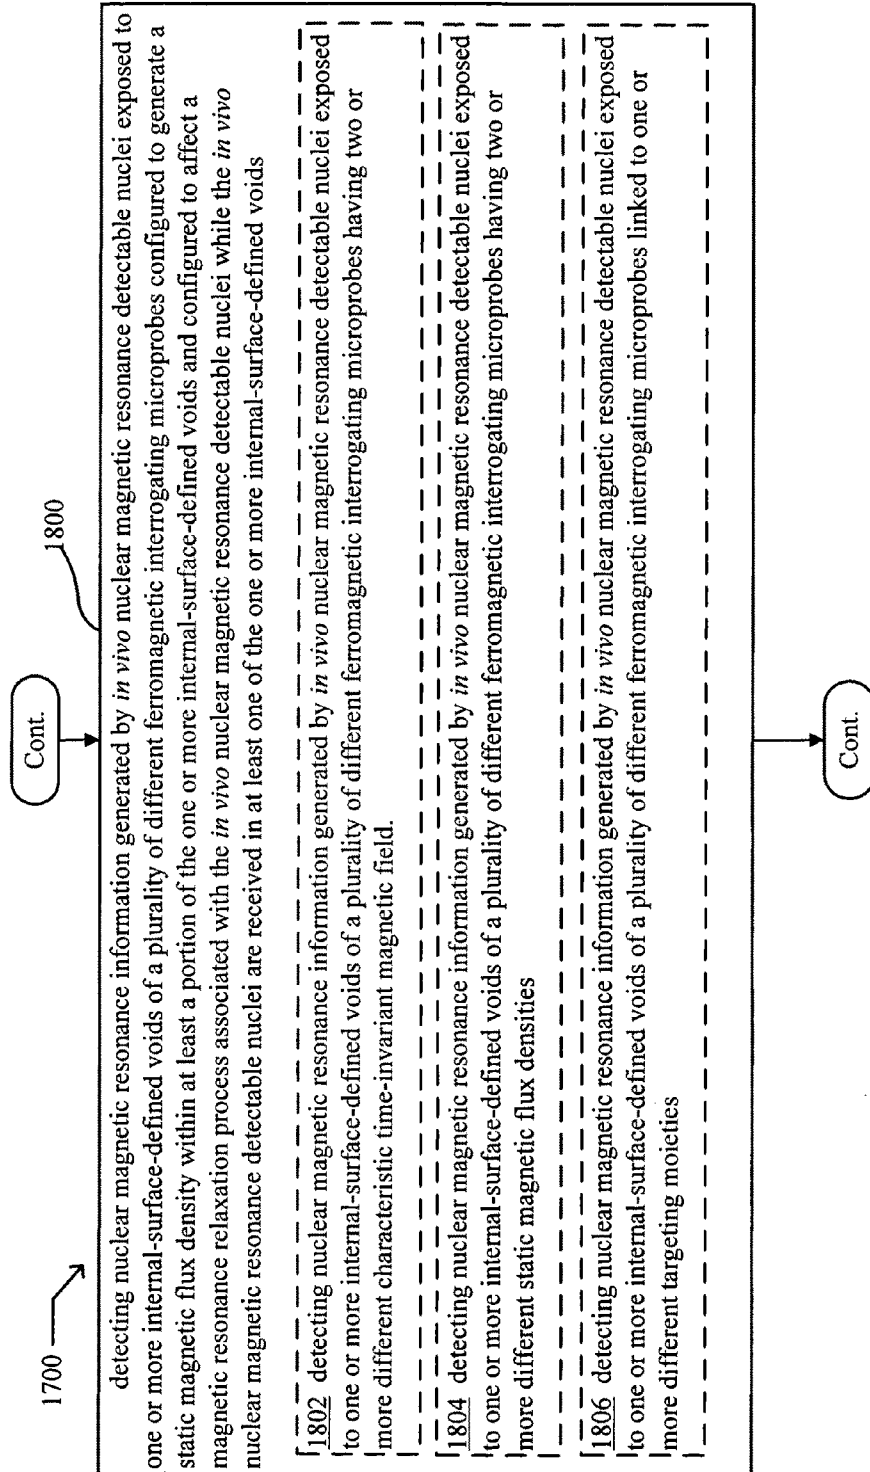 1700
Cont.
1800
detecting nuclear magnetic resonance information generated by in vivo nuclear magnetic resonance detectable nuclei exposed to
one or more internal-surface-defined voids of a plurality of different ferromagnetic interrogating microprobes configured to generate a
static magnetic flux density within at least a portion of the one or more internal-surface-defined voids and configured to affect a
magnetic resonance relaxation process associated with the in vivo nuclear magnetic resonance detectable nuclei while the in vivo
nuclear magnetic resonance detectable nuclei are received in at least one of the one or more internal-surface-defined voids
1802 detecting nuclear magnetic resonance information generated by in vivo nuclear magnetic resonance detectable nuclei exposed
to one or more internal-surface-defined voids of a plurality of different ferromagnetic interrogating microprobes having two or
more different characteristic time-invariant magnetic field.
1804 detecting nuclear magnetic resonance information generated by in vivo nuclear magnetic resonance detectable nuclei exposed
to one or more internal-surface-defined voids of a plurality of different ferromagnetic interrogating microprobes having two or
more different static magnetic flux densities
1806 detecting nuclear magnetic resonance information generated by in vivo nuclear magnetic resonance detectable nuclei exposed
to one or more internal-surface-defined voids of a plurality of different ferromagnetic interrogating microprobes linked to one or
more different targeting moieties
Cont.